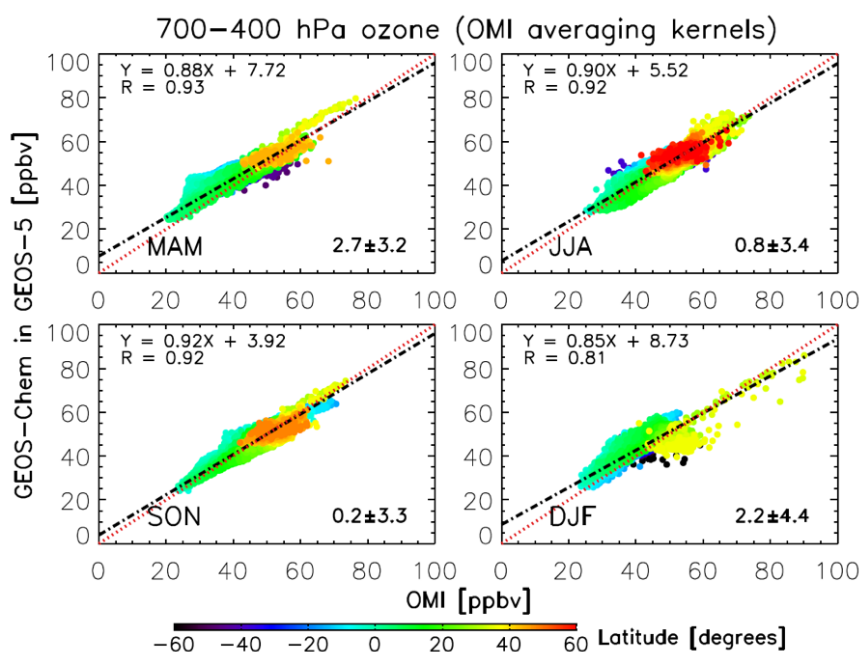 700−400 hPa ozone (OMI averaging kernels)
GEOS-Chem in GEOS-5 [ppbv]
100
80
60
40
20
0
Y = 0.88X + 7.72
R = 0.93
MAM
2.7±3.2
0 20 40 60 80 100
100
80
60
40
20
0
Y = 0.90X + 5.52
R = 0.92
JJA
0.8±3.4
0 20 40 60 80 100
100
80
60
40
20
0
Y = 0.92X + 3.92
R = 0.92
SON
0.2±3.3
0 20 40 60 80 100
100
80
60
40
20
0
Y = 0.85X + 8.73
R = 0.81
DJF
2.2±4.4
0 20 40 60 80 100
OMI [ppbv]
−60 −40 −20 0 20 40 60 Latitude [degrees]